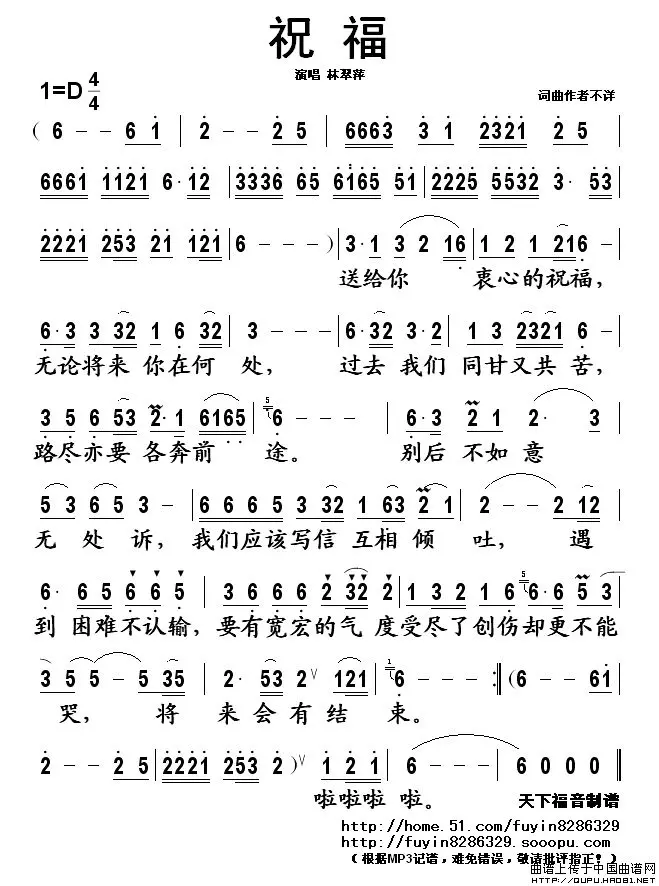 祝 福
演唱 林翠萍
1=D 4/4
词曲作者不详
( 6 - - 6 1 | 2 - - 2 5 | 6663 3 1 2321 2 5 |
6661 1121 6· 12 | 3336 65 6165 51 | 2225 5532 3· 53 |
2221 253 21 121 | 6 - - - ) | 3·1 3 2 16 | 1 2 1 216 - |
送给你 衷心的祝福，
6·3 3 32 1 6 32 | 3 - - - | 6·32 3·2 | 1 3 2321 6 - |
无论将来 你在何 处， 过去 我们 同甘又共 苦，
3 5 6 53 2·1 6165 | 5 6 - - - | 6·3 2 1 2· 3 |
路尽亦要 各奔前 途。 别后 不如 意
5 3 6 5 3 - | 6 6 6 5 3 32 1 63 2 1 | 2 - - 2 12 |
无 处 诉， 我们应该写信 互相 倾 吐， 遇
6· 6 5 6 6 5 | 3 6 6 6 2 32 2 | 1 3 2 1 6 5 6·6 5 3 |
到 困难不认输，要有宽宏的气 度受尽了创伤却更不能
3 5 5 - 5 35 | 2· 53 2 V 121 | 1 6 - - :|| (6 - - 61 |
哭， 将 来会有结 束。
2 - - 2 5 | 2221 253 2 ) V | 1 2 1 | 6 - - - | 6 0 0 0 ||
啦啦啦 啦。 天下福音制谱
http://home.51.com/fuyin8286329
http://fuyin8286329.sooopu.com
（根据MP3记谱，难免错误，敬请批评指正！）
曲谱上传于中国曲谱网
HTTP://QUPU.HAO81.NET